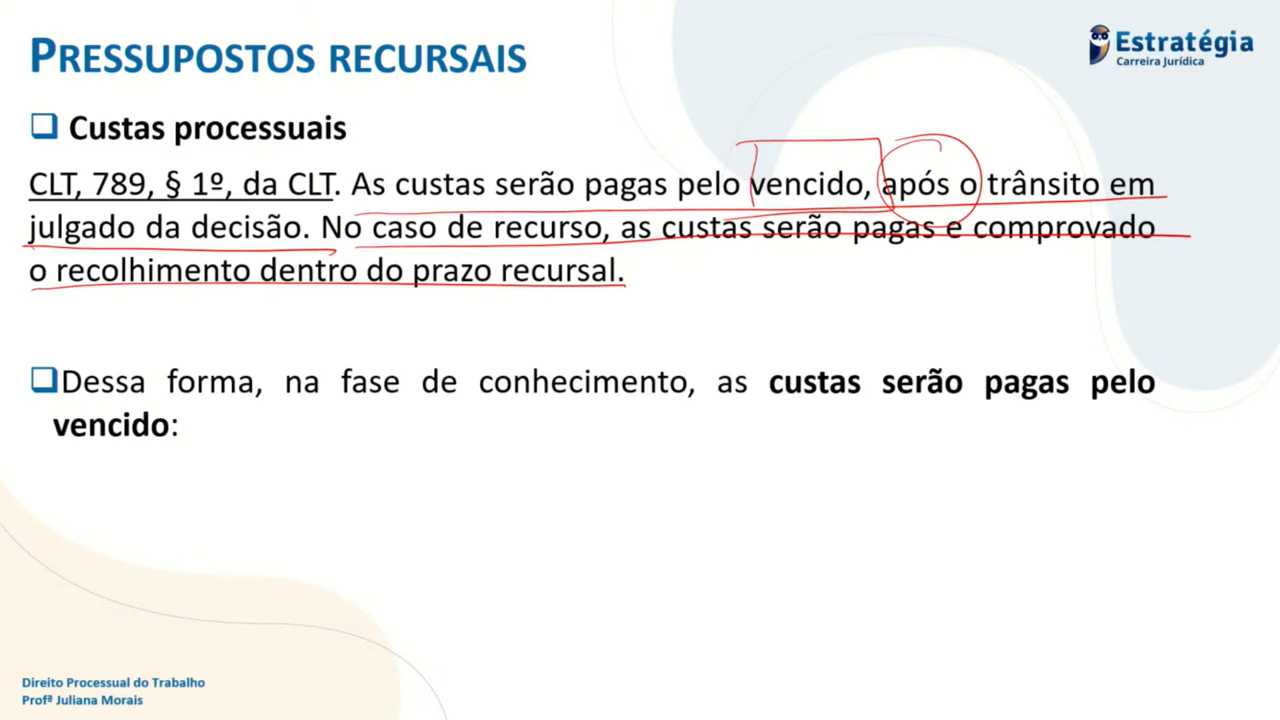 PRESSUPOSTOS RECURSAIS
Estratégia
Carreira Jurídica
Custas processuais
CLT, 789, § 1º, da CLT. As custas serão pagas pelo vencido, após o trânsito em
julgado da decisão. No caso de recurso, as custas serão pagas e comprovado
o recolhimento dentro do prazo recursal.
Dessa forma, na fase de conhecimento, as custas serão pagas pelo
vencido:
Direito Processual do Trabalho
Profª Juliana Morais